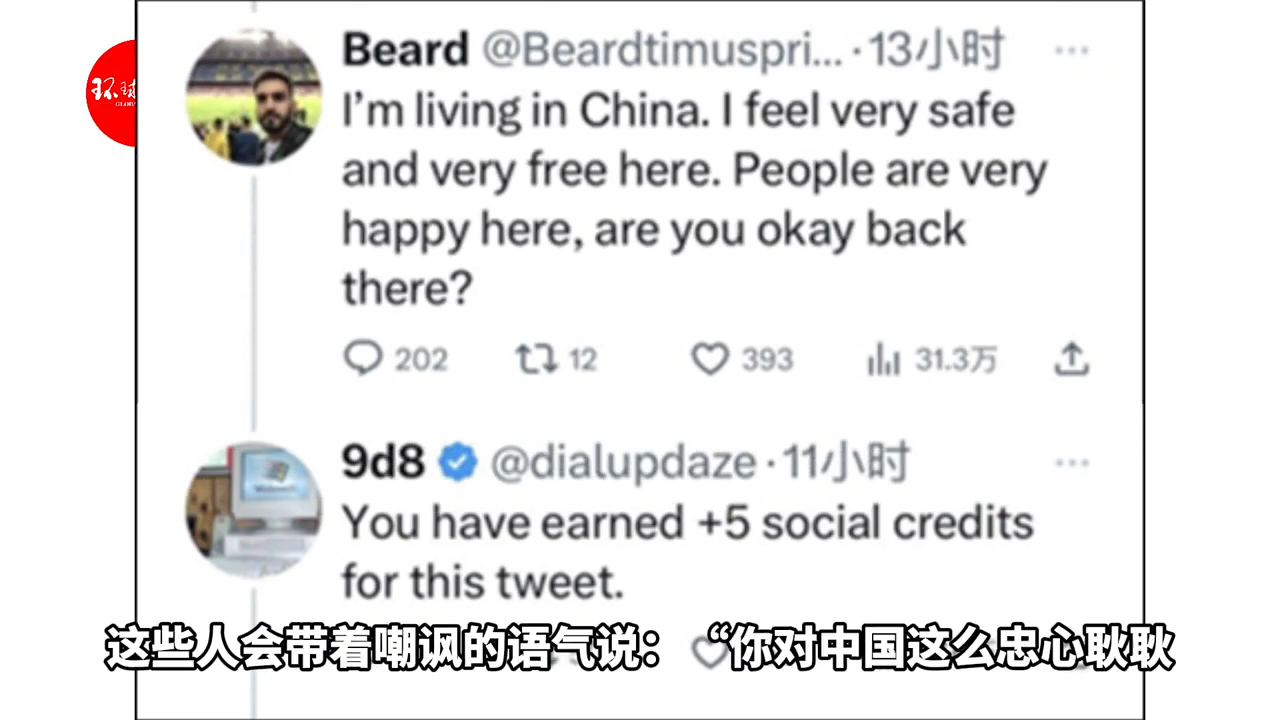 Beard @Beardtimuspri... · 13小时
I'm living in China. I feel very safe
and very free here. People are very
happy here, are you okay back
there?
202 12 393 31.3万
9d8 @dialupdaze · 11小时
You have earned +5 social credits
for this tweet.
这些人会带着嘲讽的语气说：“你对中国这么忠心耿耿
环球
GLOB